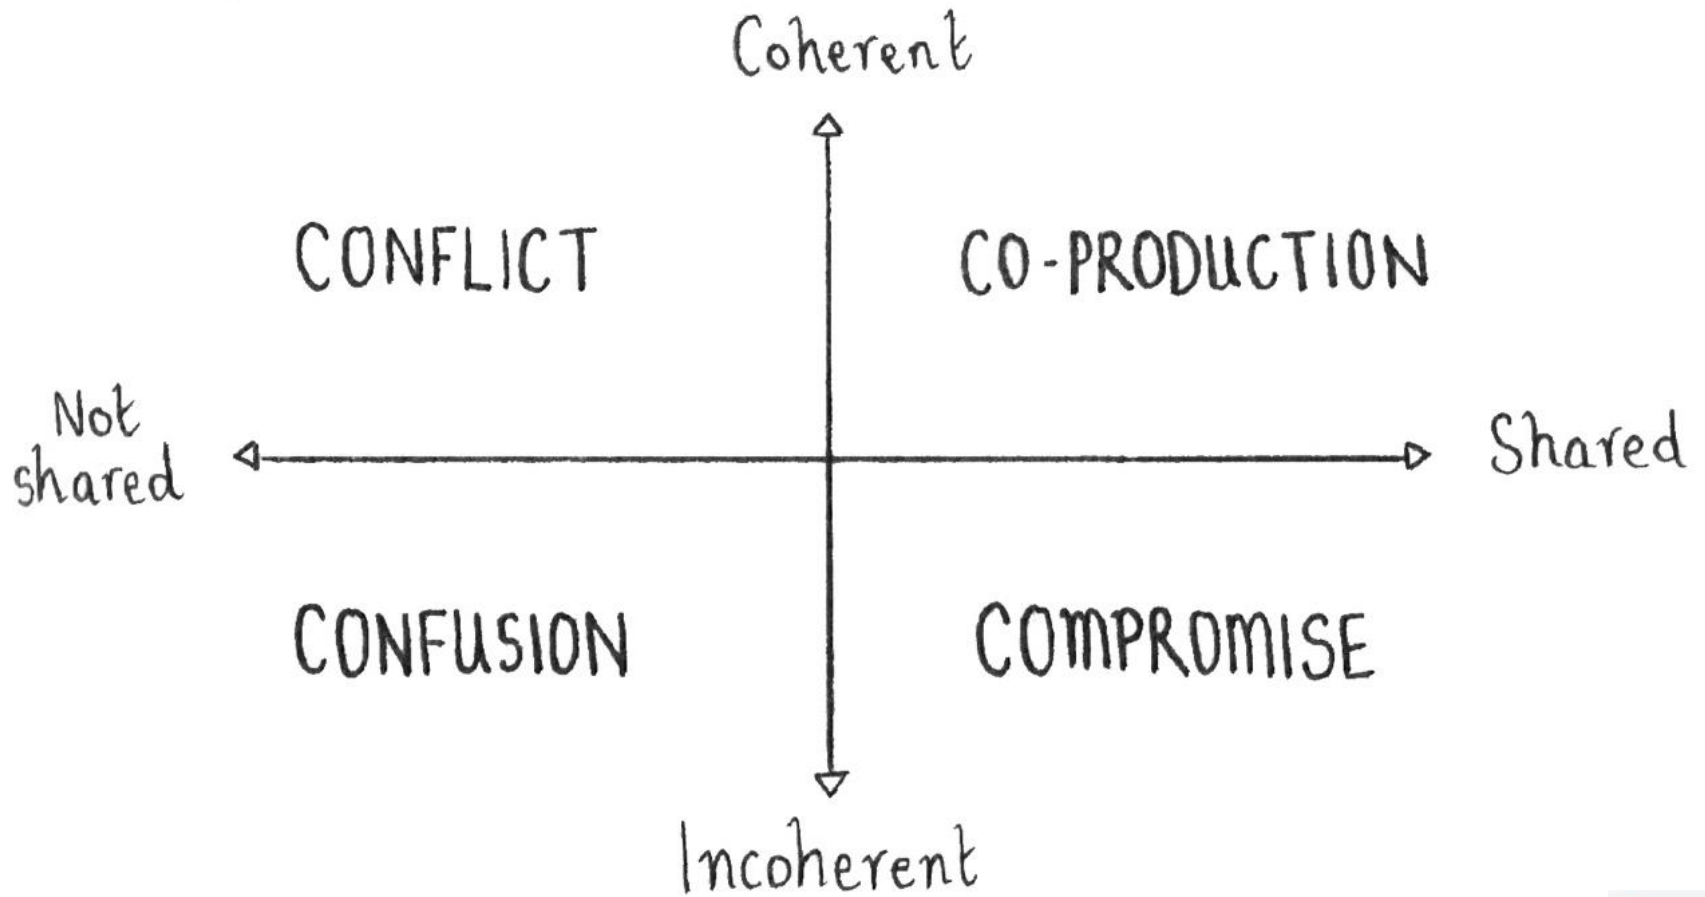 Coherent
CONFLICT
CO-PRODUCTION
Not
shared
Shared
CONFUSION
COMPROMISE
Incoherent